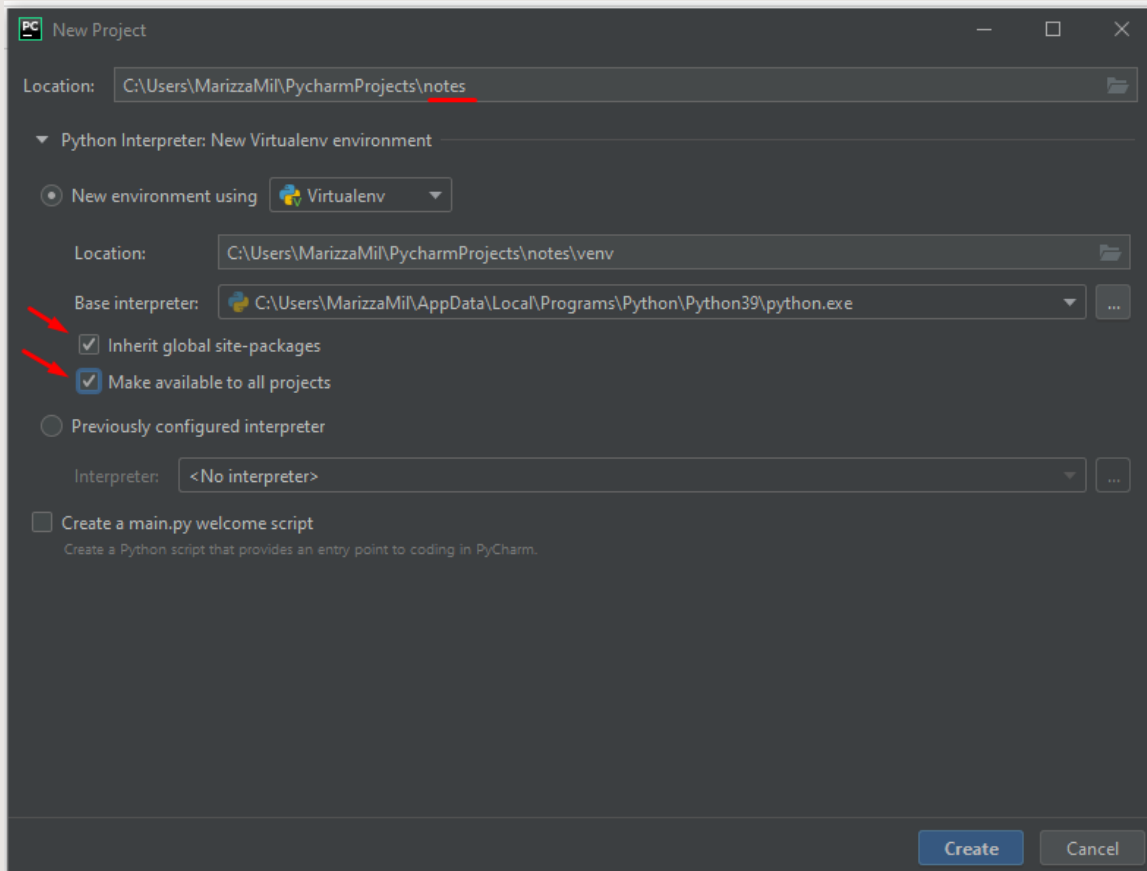 PC New Project
Location: C:\Users\MarizzaMil\PycharmProjects\notes
Python Interpreter: New Virtualenv environment
New environment using Virtualenv
Location: C:\Users\MarizzaMil\PycharmProjects\notes\venv
Base interpreter: C:\Users\MarizzaMil\AppData\Local\Programs\Python\Python39\python.exe ...
Inherit global site-packages
Make available to all projects
Previously configured interpreter
Interpreter: <No interpreter> ...
Create a main.py welcome script
Create a Python script that provides an entry point to coding in PyCharm.
Create Cancel